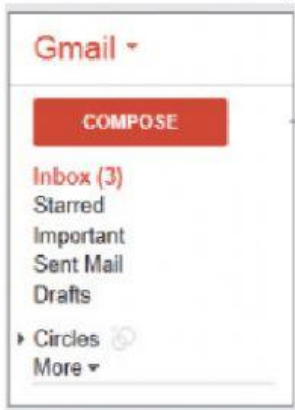 Gmail
COMPOSE
Inbox (3)
Starred
Important
Sent Mail
Drafts
Circles
More